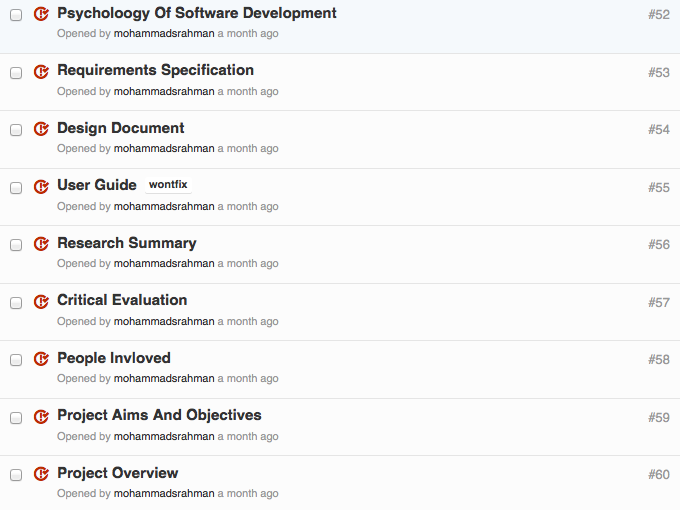 Psycholoogy Of Software Development #52
Opened by mohammadsrahman a month ago
Requirements Specification #53
Opened by mohammadsrahman a month ago
Design Document #54
Opened by mohammadsrahman a month ago
User Guide wontfix #55
Opened by mohammadsrahman a month ago
Research Summary #56
Opened by mohammadsrahman a month ago
Critical Evaluation #57
Opened by mohammadsrahman a month ago
People Invloved #58
Opened by mohammadsrahman a month ago
Project Aims And Objectives #59
Opened by mohammadsrahman a month ago
Project Overview #60
Opened by mohammadsrahman a month ago